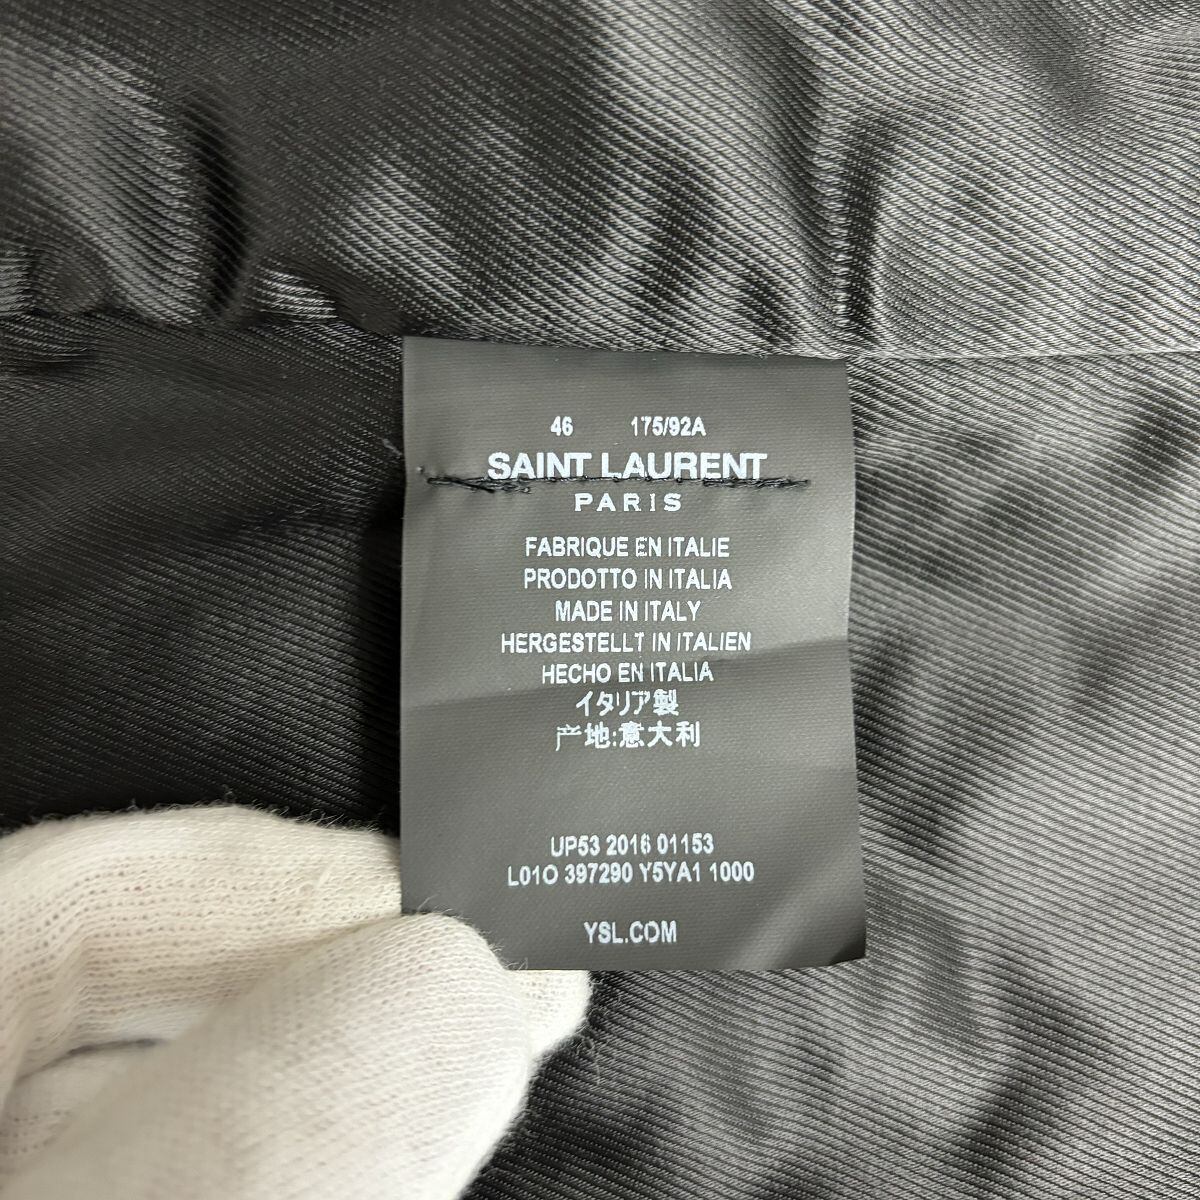 46 175/92A
SAINT LAURENT
PARIS
FABRIQUE EN ITALIE
PRODOTTO IN ITALIA
MADE IN ITALY
HERGESTELLT IN ITALIEN
HECHO EN ITALIA
イタリア製
产地:意大利
UP53 2016 01153
L01O 397290 Y5YA1 1000
YSL.COM